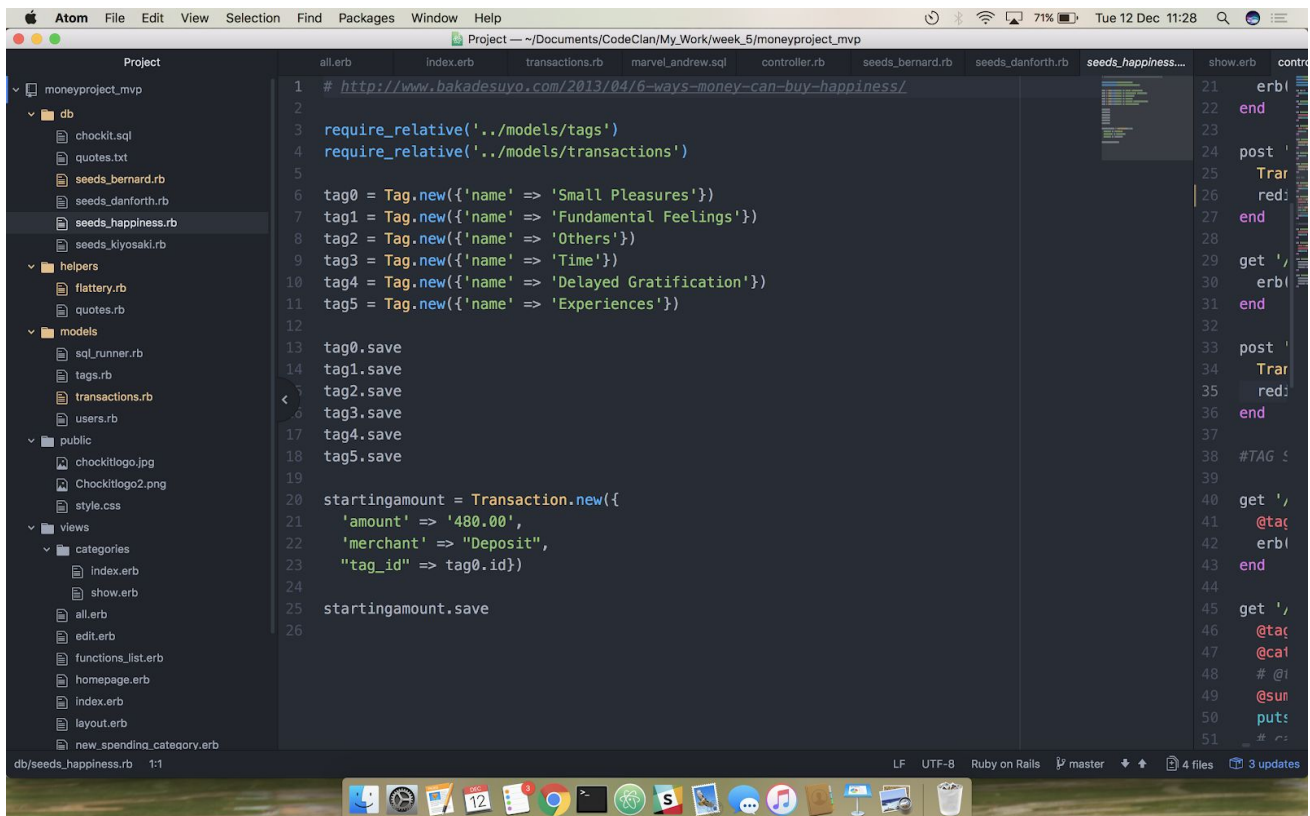 Atom File Edit View Selection Find Packages Window Help 71% Tue 12 Dec 11:28
Project — ~/Documents/CodeClan/My_Work/week_5/moneyproject_mvp
Project
all.erb index.erb transactions.rb marvel_andrew.sql controller.rb seeds_bernard.rb seeds_danforth.rb seeds_happiness.... show.erb contro
moneyproject_mvp
db
chockit.sql
quotes.txt
seeds_bernard.rb
seeds_danforth.rb
seeds_happiness.rb
seeds_kiyosaki.rb
helpers
flattery.rb
quotes.rb
models
sql_runner.rb
tags.rb
transactions.rb
users.rb
public
chockitlogo.jpg
Chockitlogo2.png
style.css
views
categories
index.erb
show.erb
all.erb
edit.erb
functions_list.erb
homepage.erb
index.erb
layout.erb
new_spending_category.erb
1 # http://www.bakadesuyo.com/2013/04/6-ways-money-can-buy-happiness/
2
3 require_relative('../models/tags')
4 require_relative('../models/transactions')
5
6 tag0 = Tag.new({'name' => 'Small Pleasures'})
7 tag1 = Tag.new({'name' => 'Fundamental Feelings'})
8 tag2 = Tag.new({'name' => 'Others'})
9 tag3 = Tag.new({'name' => 'Time'})
10 tag4 = Tag.new({'name' => 'Delayed Gratification'})
11 tag5 = Tag.new({'name' => 'Experiences'})
12
13 tag0.save
14 tag1.save
5 tag2.save
6 tag3.save
17 tag4.save
18 tag5.save
19
20 startingamount = Transaction.new({
21 'amount' => '480.00',
22 'merchant' => "Deposit",
23 "tag_id" => tag0.id})
24
25 startingamount.save
26
21 erb(
22 end
23
24 post '
25 Tran
26 redi
27 end
28
29 get '/
30 erb(
31 end
32
33 post '
34 Tran
35 redi
36 end
37
38 #TAG S
39
40 get '/
41 @tag
42 erb(
43 end
44
45 get '/
46 @tag
47 @cat
48 # @t
49 @sum
50 puts
51
db/seeds_happiness.rb 1:1 LF UTF-8 Ruby on Rails master 4 files 3 updates
DEC
12
3
S